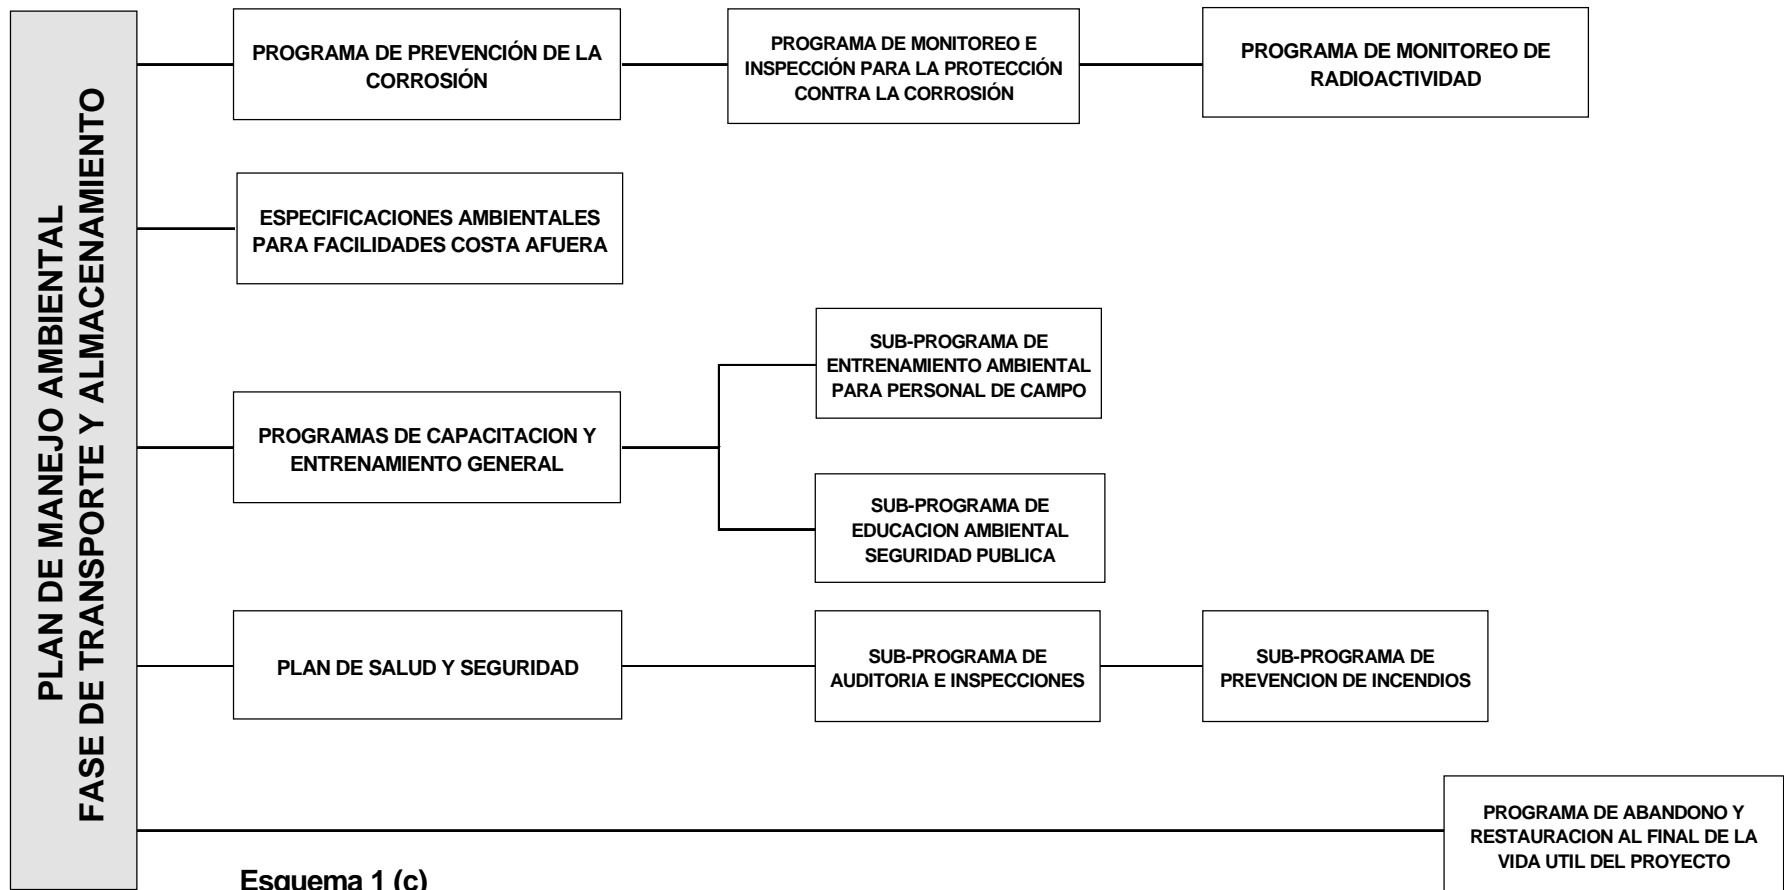 PLAN DE MANEJO AMBIENTAL
FASE DE TRANSPORTE Y ALMACENAMIENTO
PROGRAMA DE PREVENCIÓN DE LA
CORROSIÓN
PROGRAMA DE MONITOREO E
INSPECCIÓN PARA LA PROTECCIÓN
CONTRA LA CORROSIÓN
PROGRAMA DE MONITOREO DE
RADIOACTIVIDAD
ESPECIFICACIONES AMBIENTALES
PARA FACILIDADES COSTA AFUERA
PROGRAMAS DE CAPACITACION Y
ENTRENAMIENTO GENERAL
SUB-PROGRAMA DE
ENTRENAMIENTO AMBIENTAL
PARA PERSONAL DE CAMPO
SUB-PROGRAMA DE
EDUCACION AMBIENTAL
SEGURIDAD PUBLICA
PLAN DE SALUD Y SEGURIDAD
SUB-PROGRAMA DE
AUDITORIA E INSPECCIONES
SUB-PROGRAMA DE
PREVENCION DE INCENDIOS
PROGRAMA DE ABANDONO Y
RESTAURACION AL FINAL DE LA
VIDA UTIL DEL PROYECTO
Esquema 1 (c)